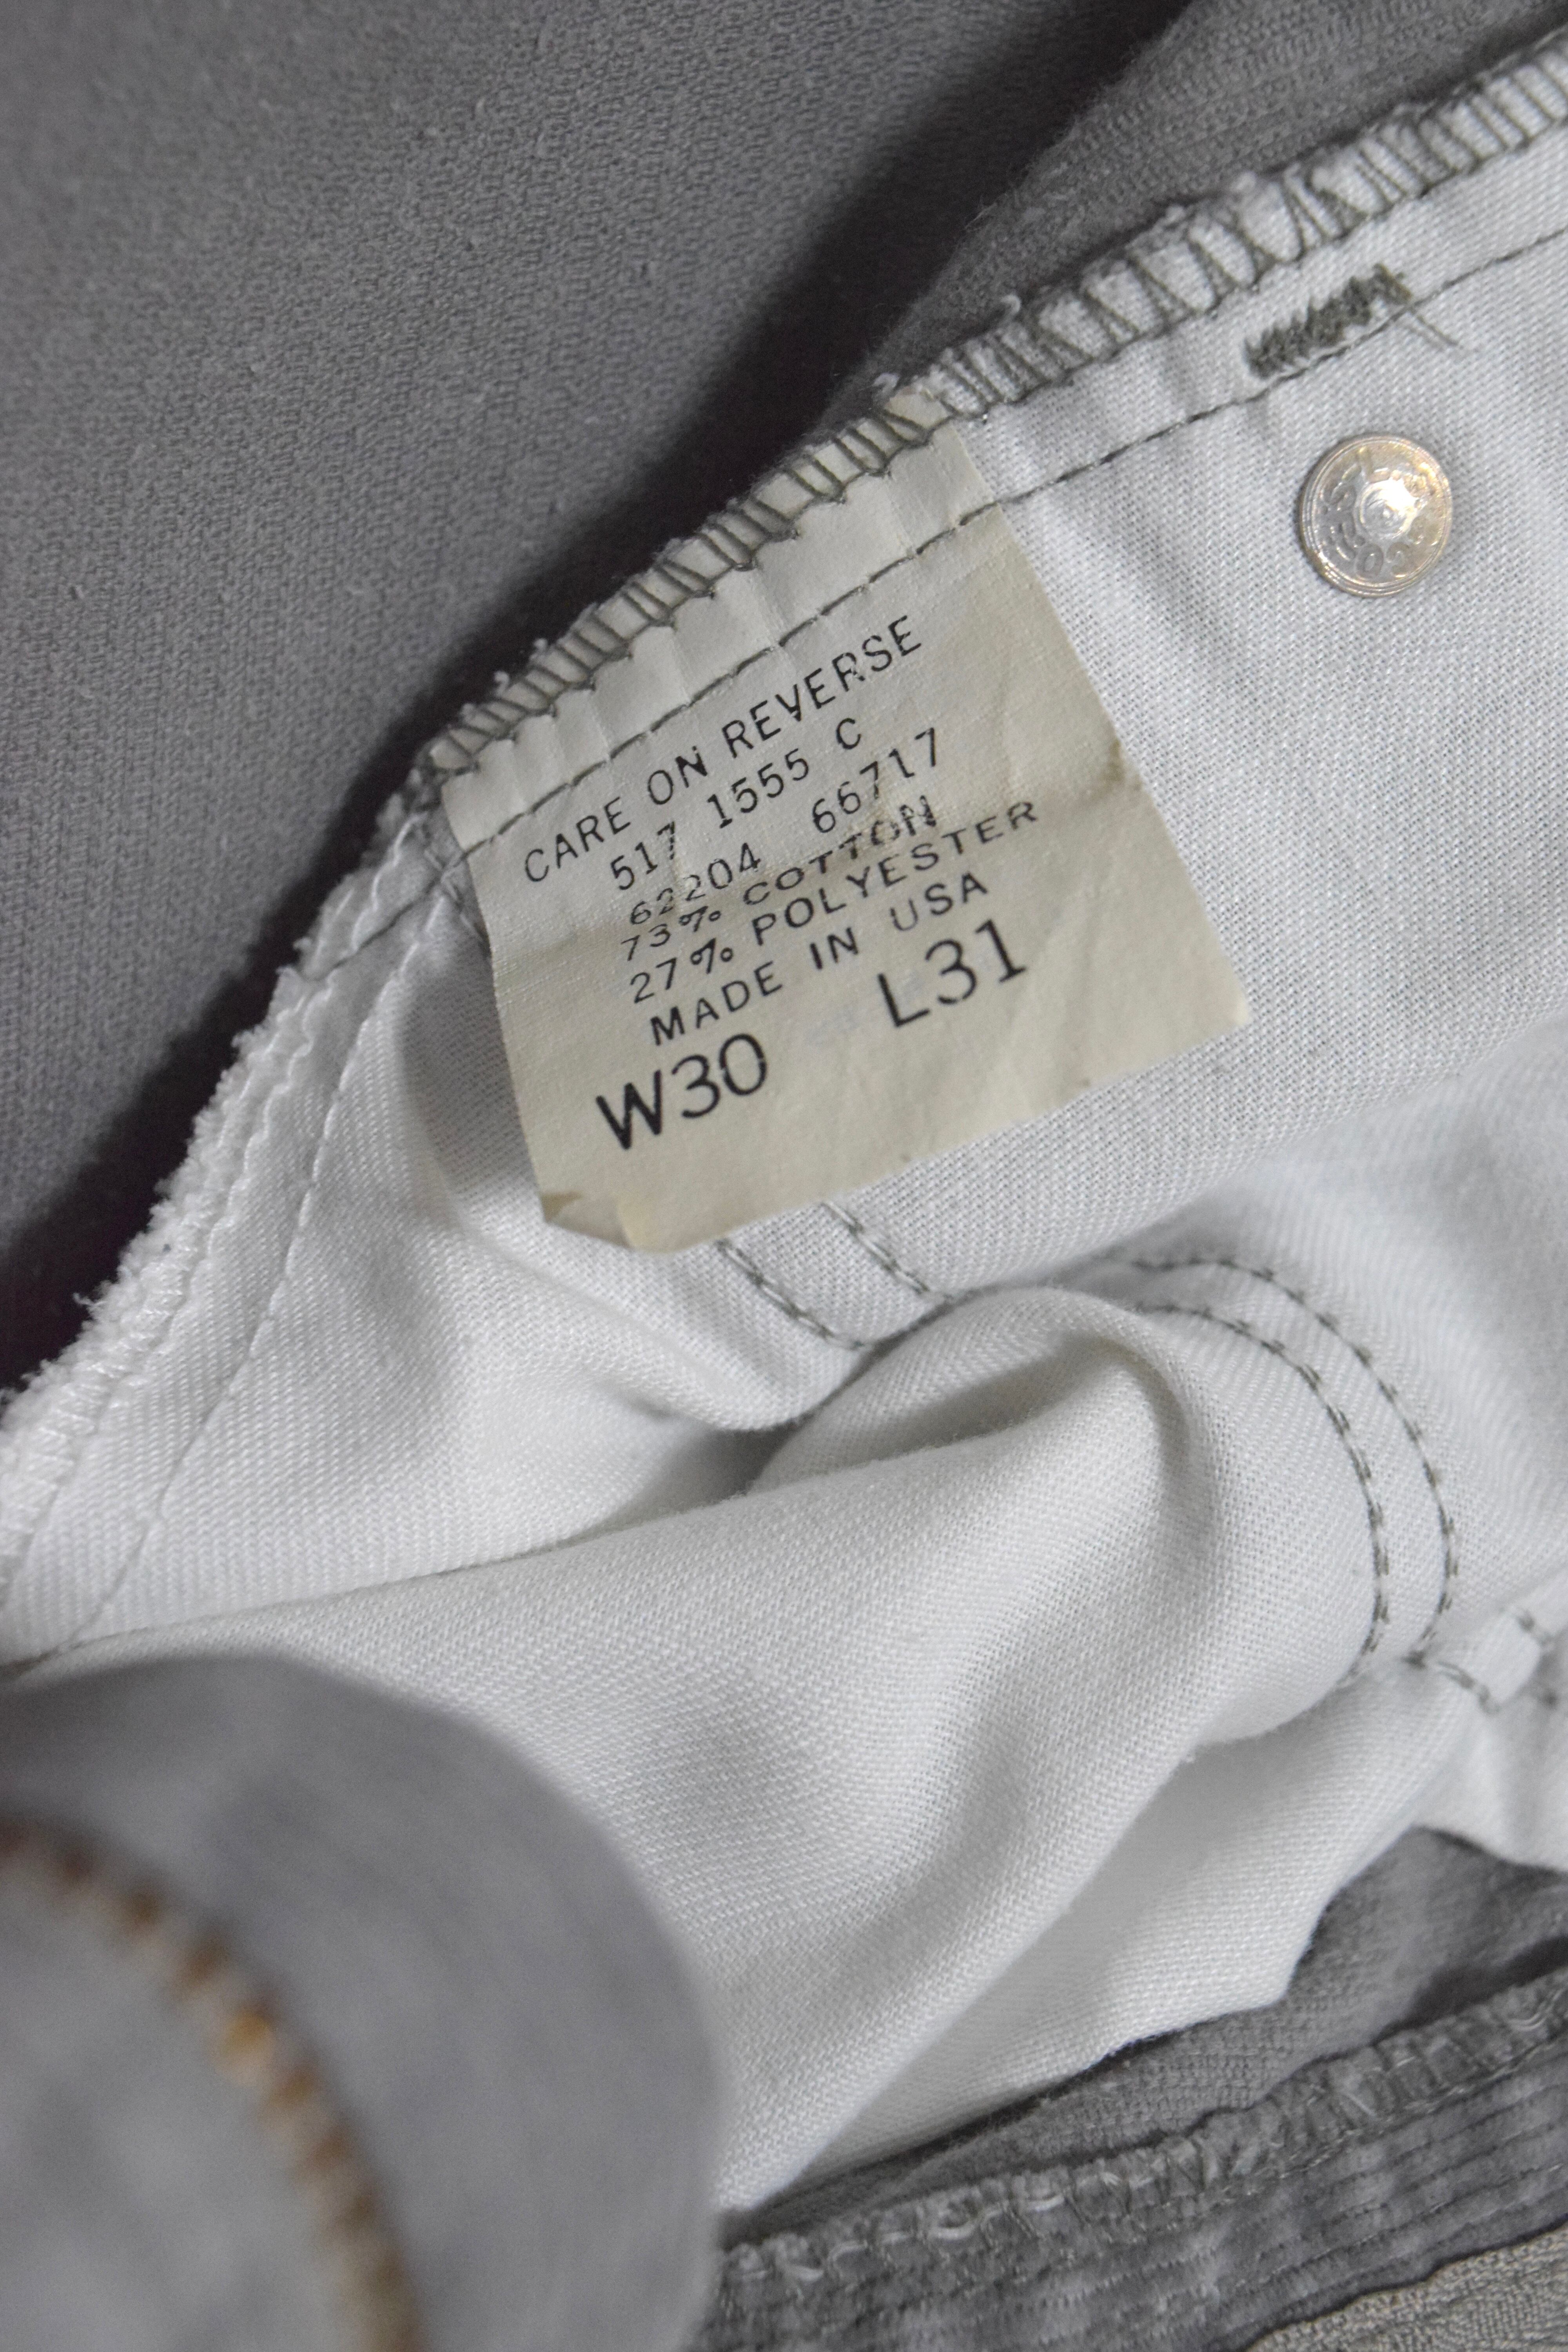 CARE ON REVERSE
517 1555 C
62204 66717
73% COTTON
27% POLYESTER
MADE IN USA
W30 L31